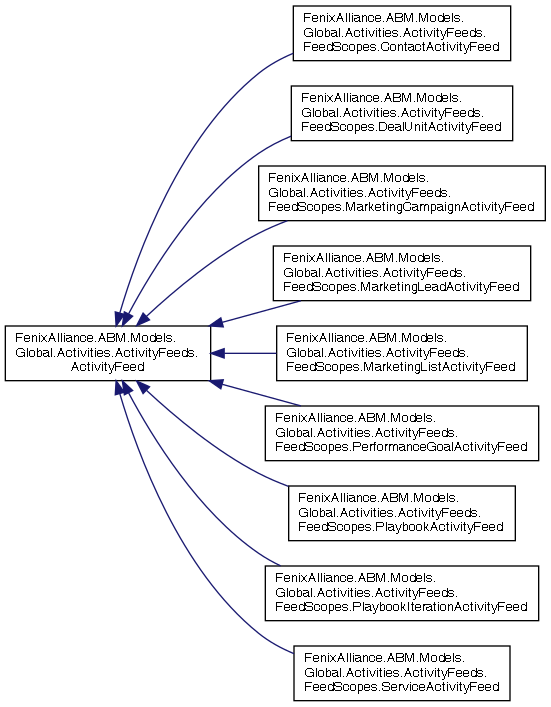 FenixAlliance.ABM.Models.
Global.Activities.ActivityFeeds.
FeedScopes.ContactActivityFeed
FenixAlliance.ABM.Models.
Global.Activities.ActivityFeeds.
FeedScopes.DealUnitActivityFeed
FenixAlliance.ABM.Models.
Global.Activities.ActivityFeeds.
FeedScopes.MarketingCampaignActivityFeed
FenixAlliance.ABM.Models.
Global.Activities.ActivityFeeds.
FeedScopes.MarketingLeadActivityFeed
FenixAlliance.ABM.Models.
Global.Activities.ActivityFeeds.
ActivityFeed
FenixAlliance.ABM.Models.
Global.Activities.ActivityFeeds.
FeedScopes.MarketingListActivityFeed
FenixAlliance.ABM.Models.
Global.Activities.ActivityFeeds.
FeedScopes.PerformanceGoalActivityFeed
FenixAlliance.ABM.Models.
Global.Activities.ActivityFeeds.
FeedScopes.PlaybookActivityFeed
FenixAlliance.ABM.Models.
Global.Activities.ActivityFeeds.
FeedScopes.PlaybookIterationActivityFeed
FenixAlliance.ABM.Models.
Global.Activities.ActivityFeeds.
FeedScopes.ServiceActivityFeed